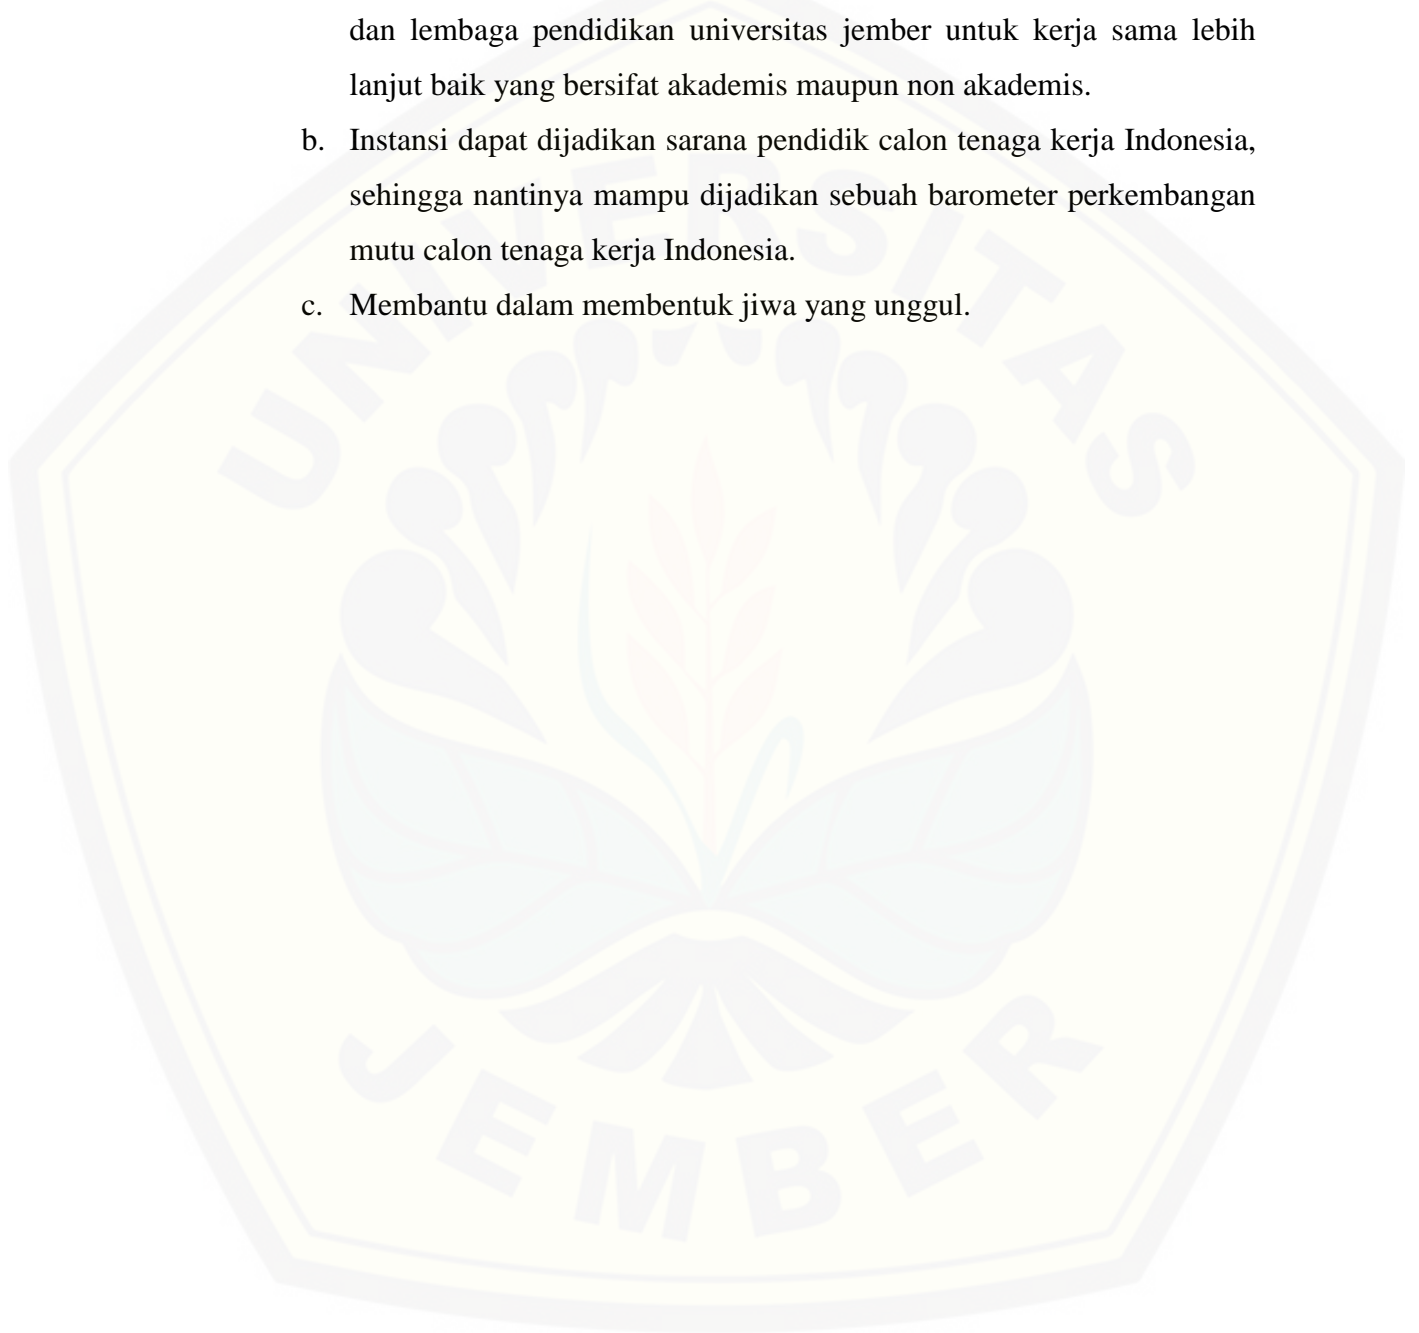 dan lembaga pendidikan universitas jember untuk kerja sama lebih
lanjut baik yang bersifat akademis maupun non akademis.
b. Instansi dapat dijadikan sarana pendidik calon tenaga kerja Indonesia,
sehingga nantinya mampu dijadikan sebuah barometer perkembangan
mutu calon tenaga kerja Indonesia.
c. Membantu dalam membentuk jiwa yang unggul.
UNIVERSITAS
JEMBER